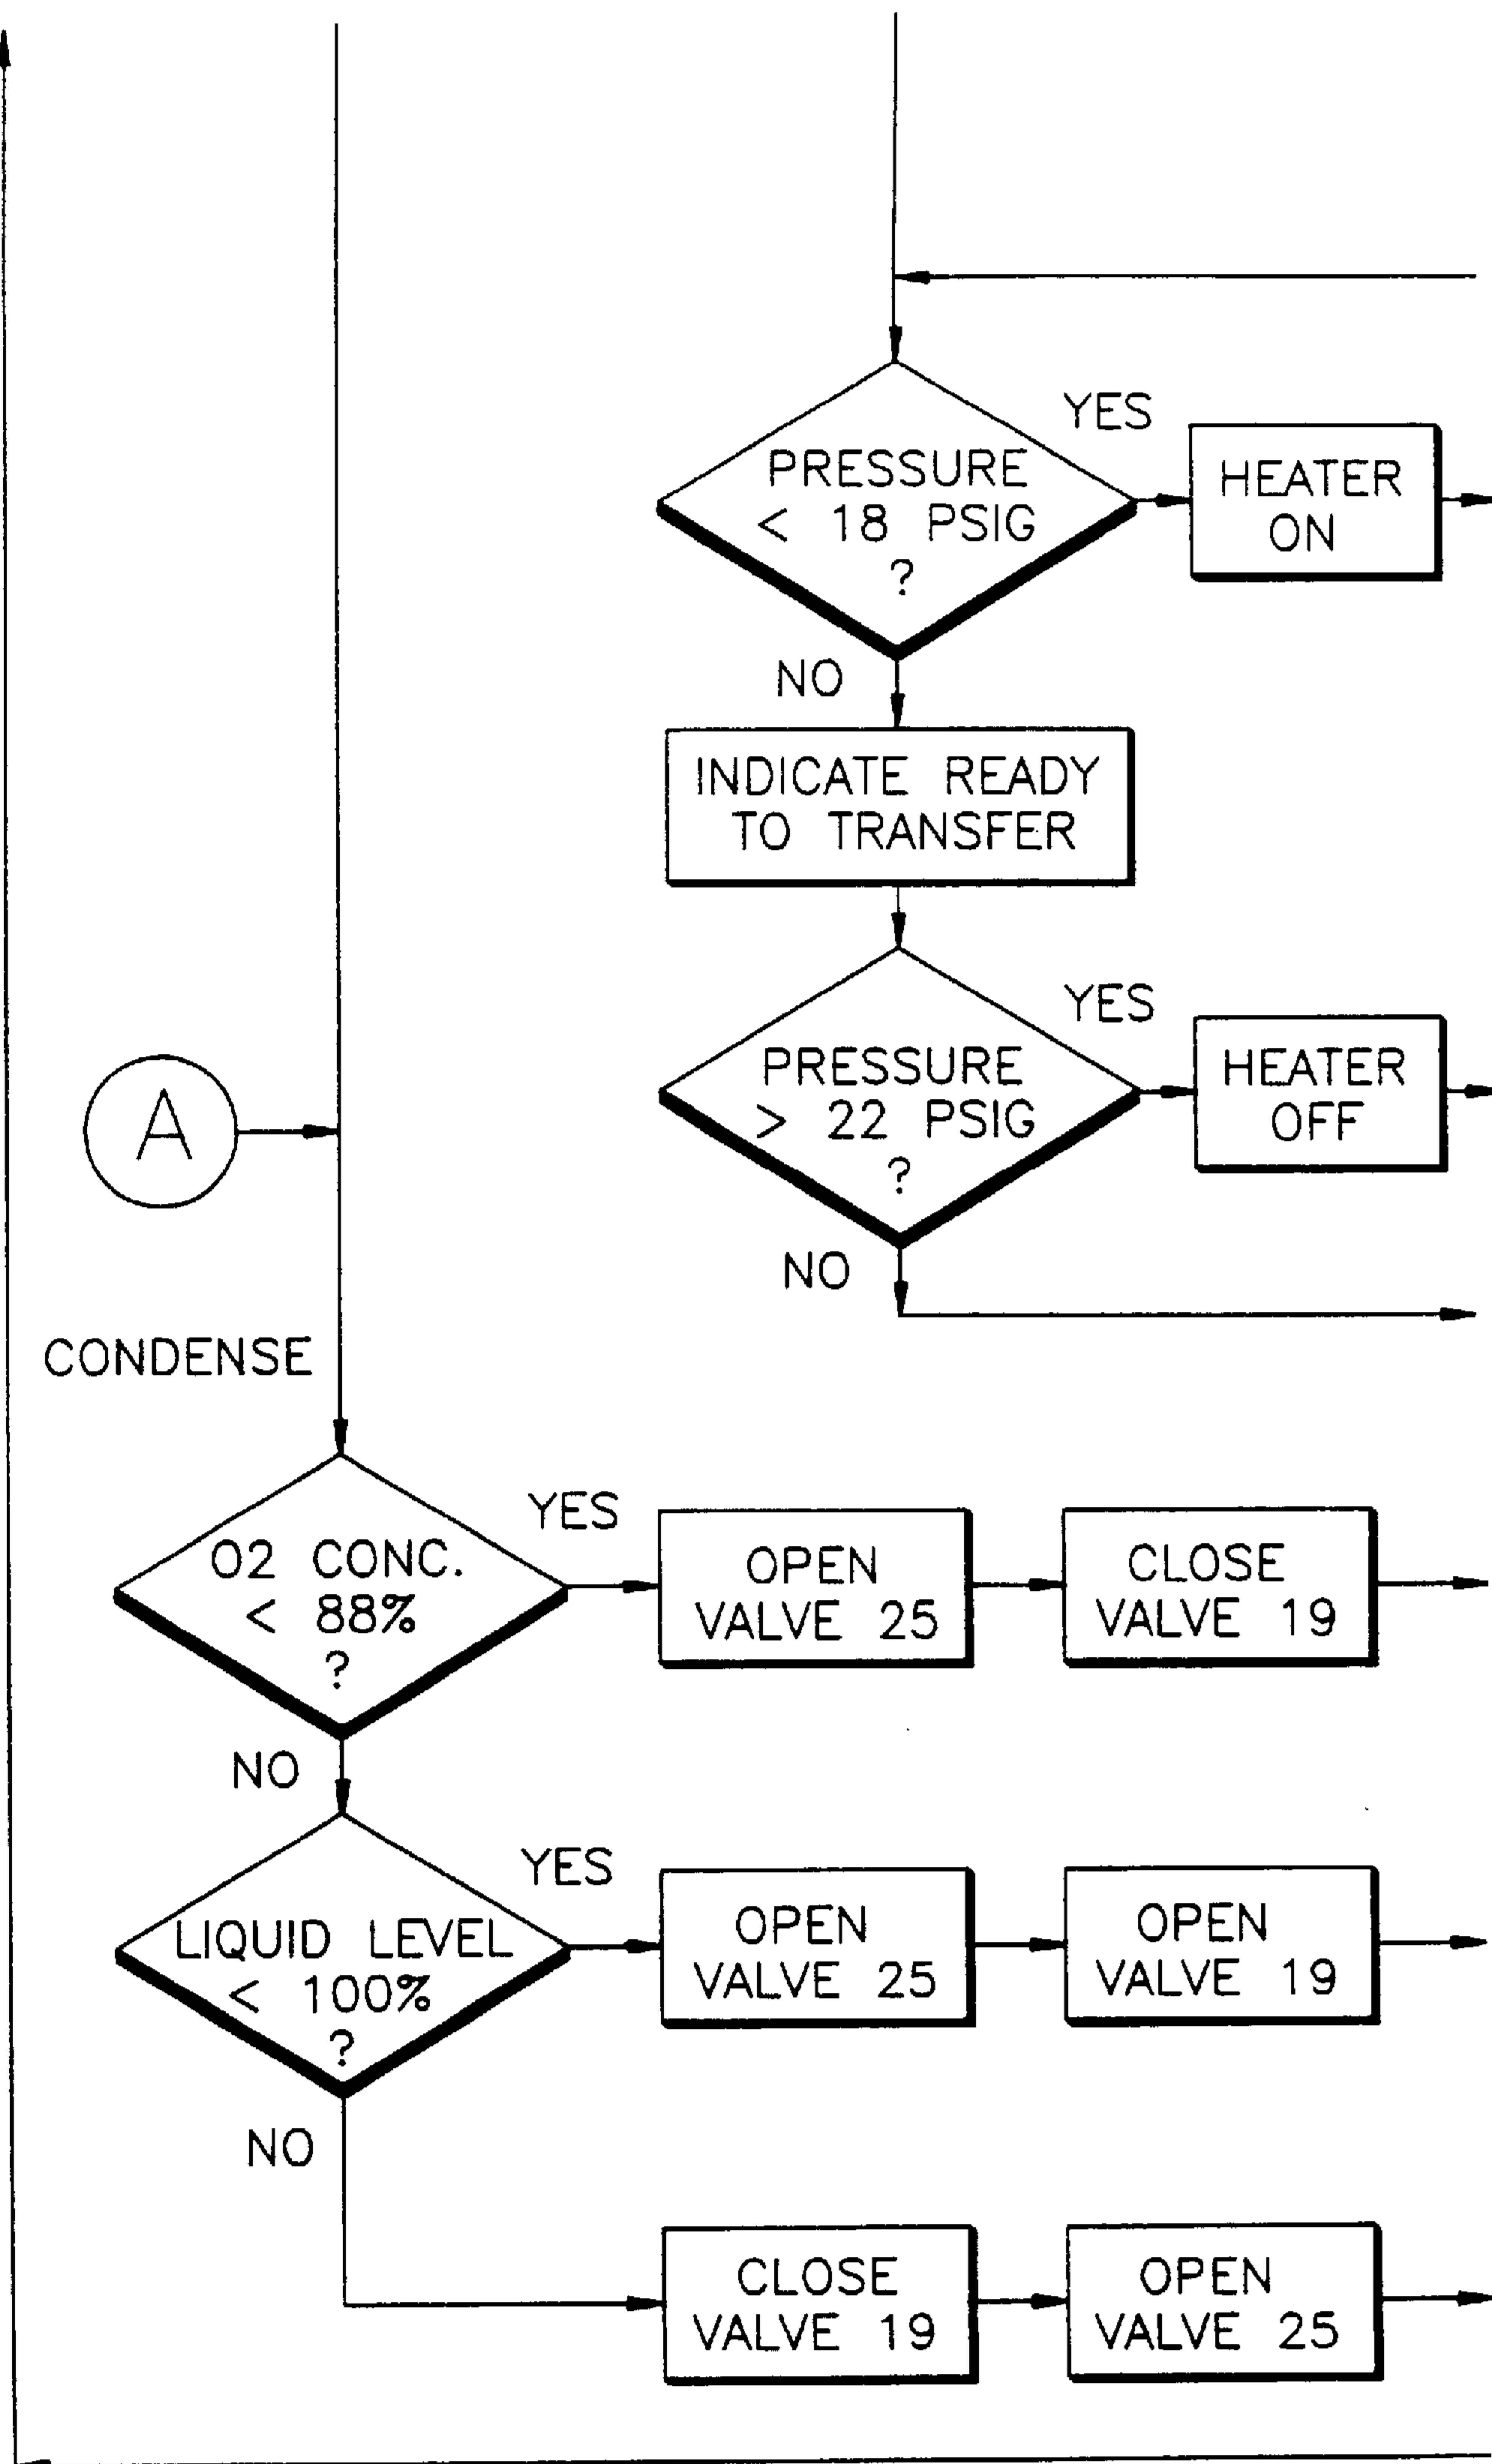 YES
PRESSURE
< 18 PSIG
?
HEATER
ON
NO
INDICATE READY
TO TRANSFER
YES
PRESSURE
> 22 PSIG
?
HEATER
OFF
NO
A
CONDENSE
YES
O2 CONC.
< 88%
?
OPEN
VALVE 25
CLOSE
VALVE 19
NO
YES
LIQUID LEVEL
< 100%
?
OPEN
VALVE 25
OPEN
VALVE 19
NO
CLOSE
VALVE 19
OPEN
VALVE 25